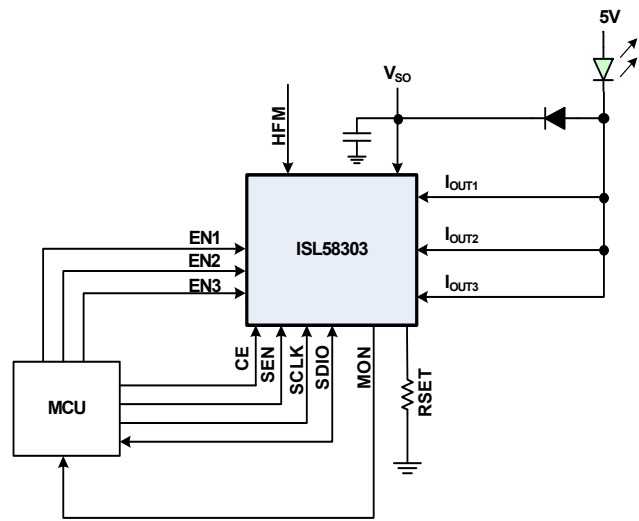 5V
VSO
HFM
IOUT1
ISL58303
IOUT2
EN1
EN2
EN3
IOUT3
CE
SEN
SCLK
SDIO
MON
RSET
MCU